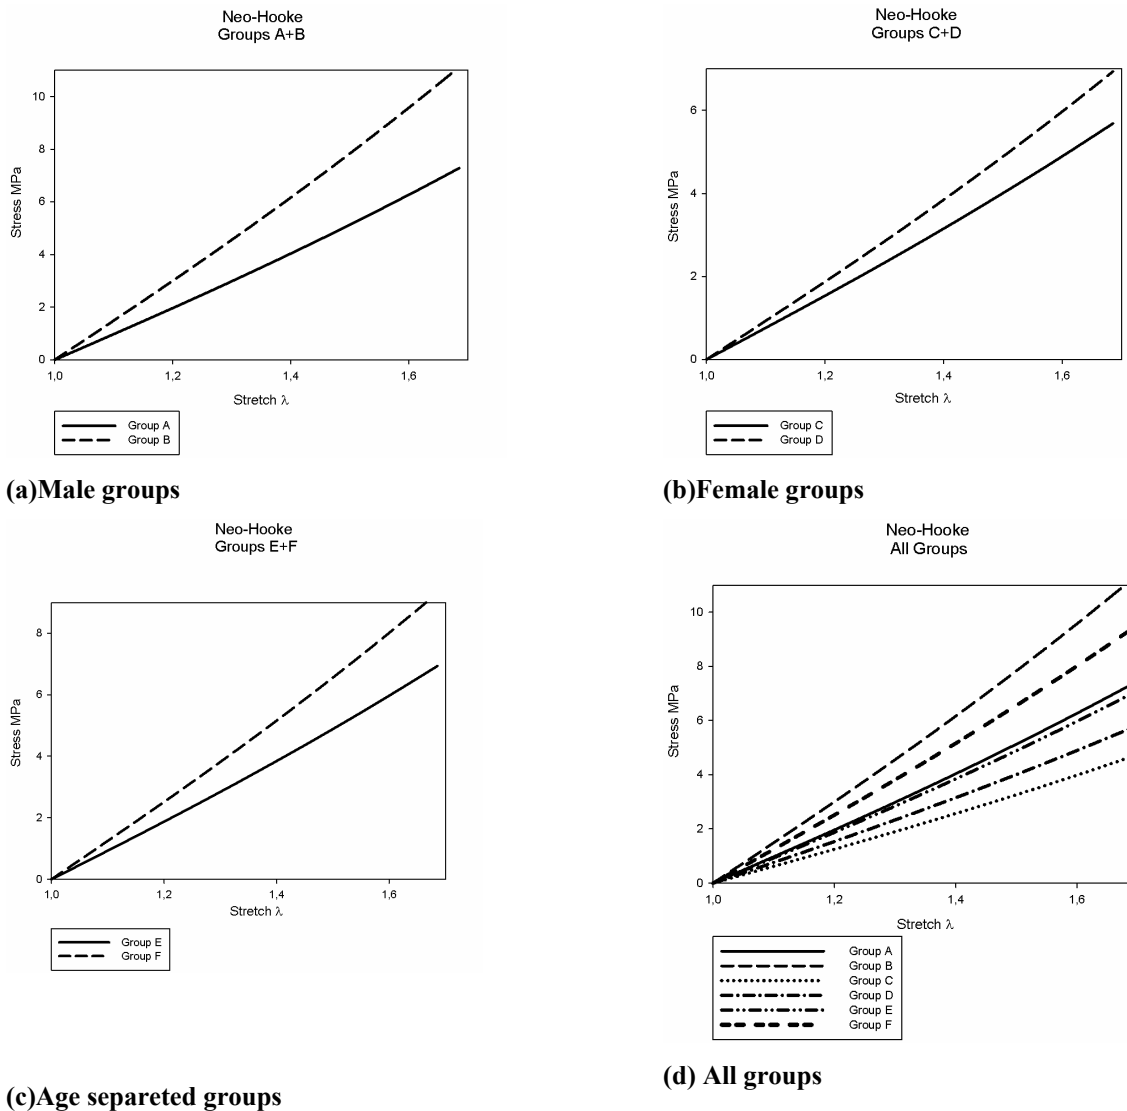 Neo-Hooke
Groups A+B
Stress MPa
10
8
6
4
2
0
1,0 1,2 1,4 1,6
Stretch λ
Group A
Group B
(a)Male groups
Neo-Hooke
Groups C+D
Stress MPa
6
4
2
0
1,0 1,2 1,4 1,6
Stretch λ
Group C
Group D
(b)Female groups
Neo-Hooke
Groups E+F
Stress MPa
8
6
4
2
0
1,0 1,2 1,4 1,6
Stretch λ
Group E
Group F
(c)Age separeted groups
Neo-Hooke
All Groups
Stress MPa
10
8
6
4
2
0
1,0 1,2 1,4 1,6
Stretch λ
Group A
Group B
Group C
Group D
Group E
Group F
(d) All groups